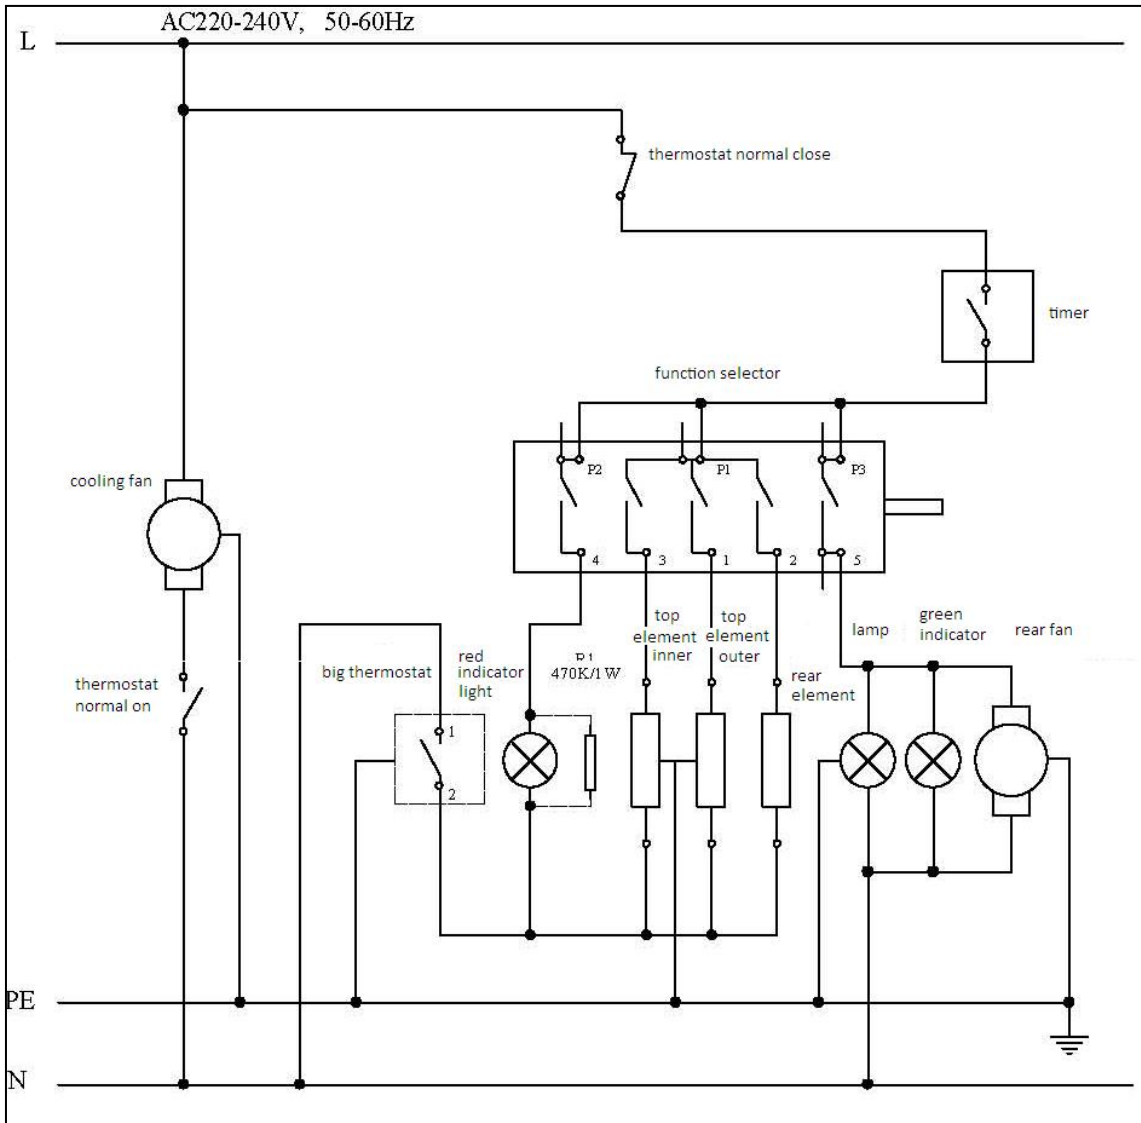 AC220-240V, 50-60Hz
L
thermostat normal close
timer
function selector
cooling fan
P2
P1
P3
4
3
1
2
5
top
element
inner
top
element
outer
lamp
green
indicator
rear fan
big thermostat
red
indicator
light
470K/1W
rear
element
thermostat
normal on
1
2
PE
N